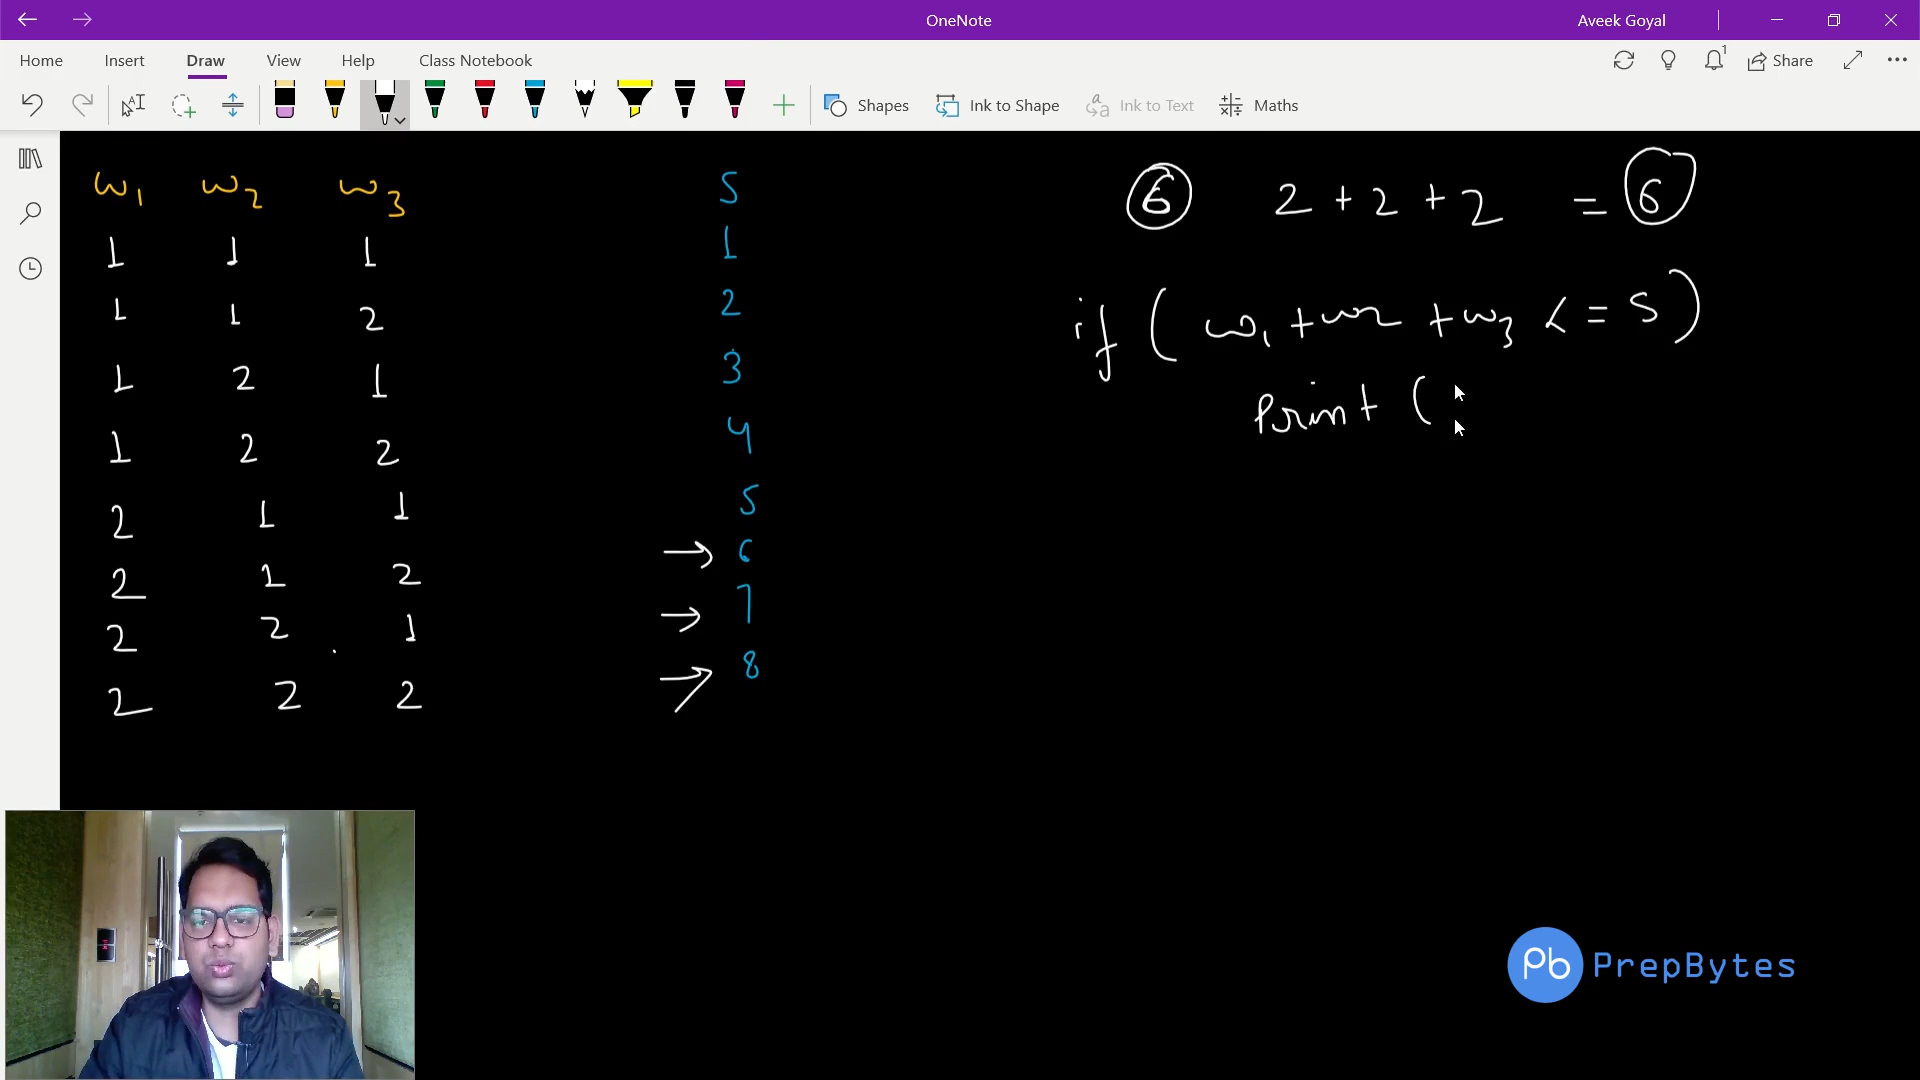 OneNote
Aveek Goyal
Home Insert Draw View Help Class Notebook
1
Share
Shapes
Ink to Shape
Ink to Text
Maths
w1 w2 w3
1 1 1
1 1 2
1 2 1
1 2 2
2 1 1
2 1 2
2 2 1
2 2 2
S
1
2
3
4
5
→ 6
→ 7
→ 8
6 2 + 2 + 2 = 6
if ( w1 + w2 + w3 < = S )
Print (
Pb PrepBytes